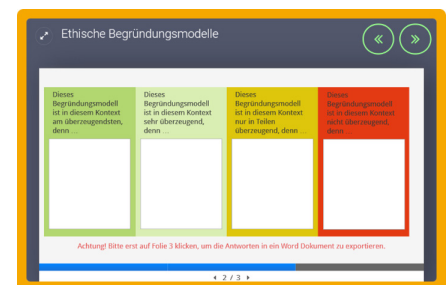 Ethische Begründungsmodelle
Dieses
Begründungsmodell
ist in diesem Kontext
am überzeugendsten,
denn ...
Dieses
Begründungsmodell
ist in diesem Kontext
sehr überzeugend,
denn ...
Dieses
Begründungsmodell
ist in diesem Kontext
nur in Teilen
überzeugend, denn ...
Dieses
Begründungsmodell
ist in diesem Kontext
nicht überzeugend,
denn ...
Achtung! Bitte erst auf Folie 3 klicken, um die Antworten in ein Word Dokument zu exportieren.
2 / 3